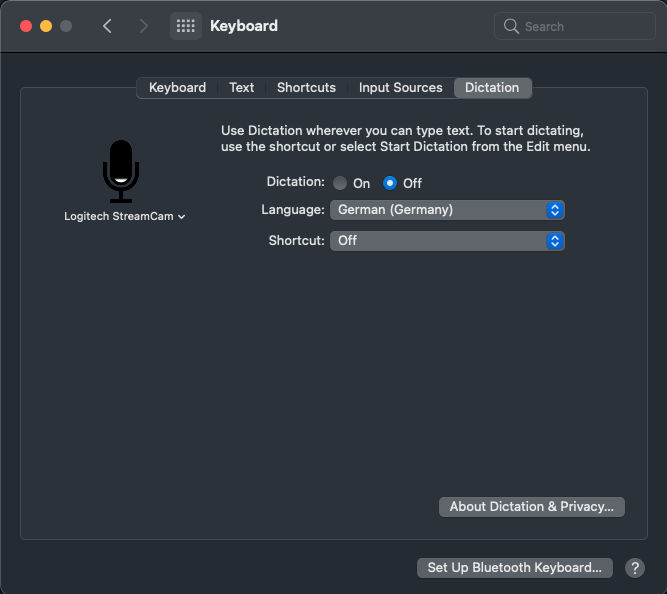 Keyboard
Search
Keyboard Text Shortcuts Input Sources Dictation
Use Dictation wherever you can type text. To start dictating,
use the shortcut or select Start Dictation from the Edit menu.
Logitech StreamCam
Dictation: On Off
Language: German (Germany)
Shortcut: Off
About Dictation & Privacy...
Set Up Bluetooth Keyboard... ?